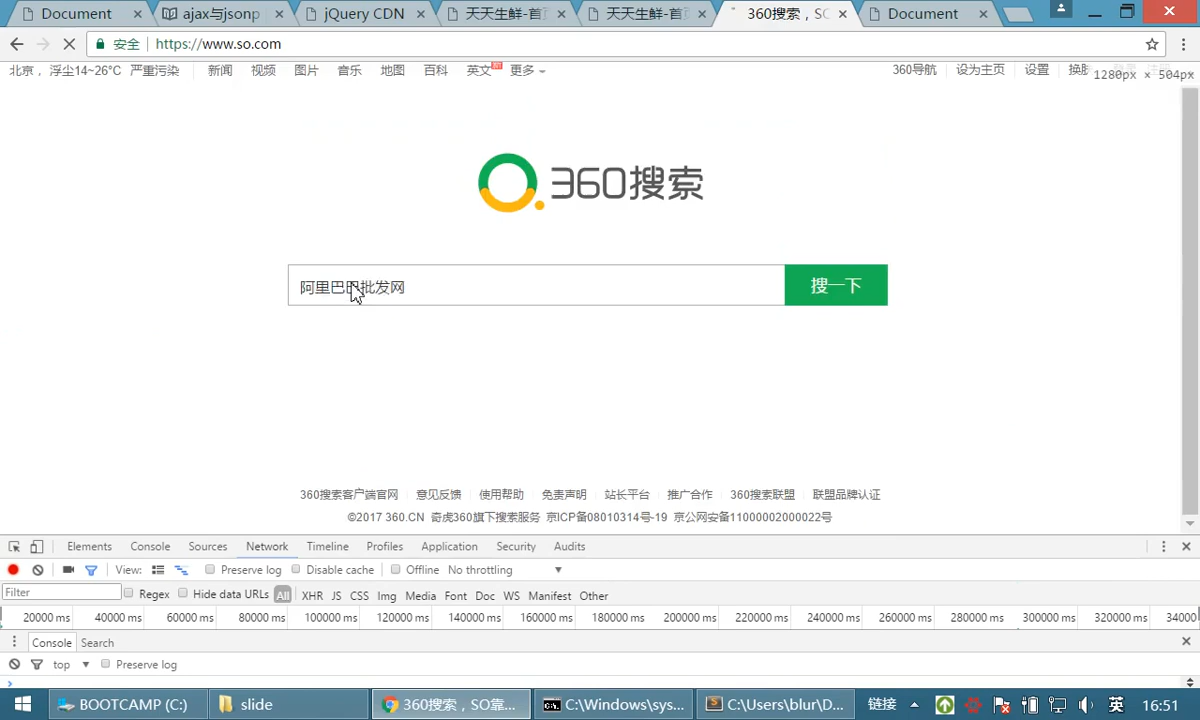 Document ajax与jsonp jQuery CDN 天天生鲜-首 天天生鲜-首 360搜索，SO Document
安全 https://www.so.com
北京， 浮尘14~26°C 严重污染 新闻 视频 图片 音乐 地图 百科 英文 更多 360导航 设为主页 设置 换肤
1280px x 504px
360搜索
阿里巴巴批发网 搜一下
360搜索客户端官网 意见反馈 使用帮助 免责声明 站长平台 推广合作 360搜索联盟 联盟品牌认证
©2017 360.CN 奇虎360旗下搜索服务 京ICP备08010314号-19 京公网安备11000002000022号
Elements Console Sources Network Timeline Profiles Application Security Audits
View: Preserve log Disable cache Offline No throttling
Filter Regex Hide data URLs All XHR JS CSS Img Media Font Doc WS Manifest Other
20000 ms 40000 ms 60000 ms 80000 ms 100000 ms 120000 ms 140000 ms 160000 ms 180000 ms 200000 ms 220000 ms 240000 ms 260000 ms 280000 ms 300000 ms 320000 ms 34000
Console Search
top Preserve log
BOOTCAMP (C:) slide 360搜索，SO靠... C:\Windows\sys... C:\Users\blur\D... 链接 英 16:51